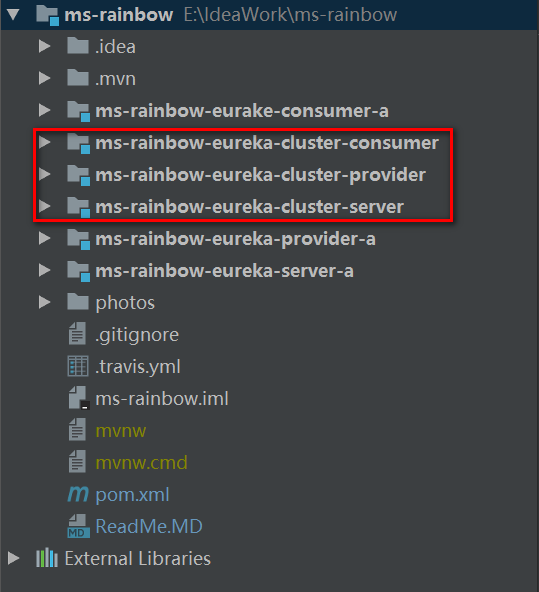 ms-rainbow E:\IdeaWork\ms-rainbow
.idea
.mvn
ms-rainbow-eurake-consumer-a
ms-rainbow-eureka-cluster-consumer
ms-rainbow-eureka-cluster-provider
ms-rainbow-eureka-cluster-server
ms-rainbow-eureka-provider-a
ms-rainbow-eureka-server-a
photos
.gitignore
.travis.yml
ms-rainbow.iml
mvnw
mvnw.cmd
m pom.xml
MD ReadMe.MD
External Libraries